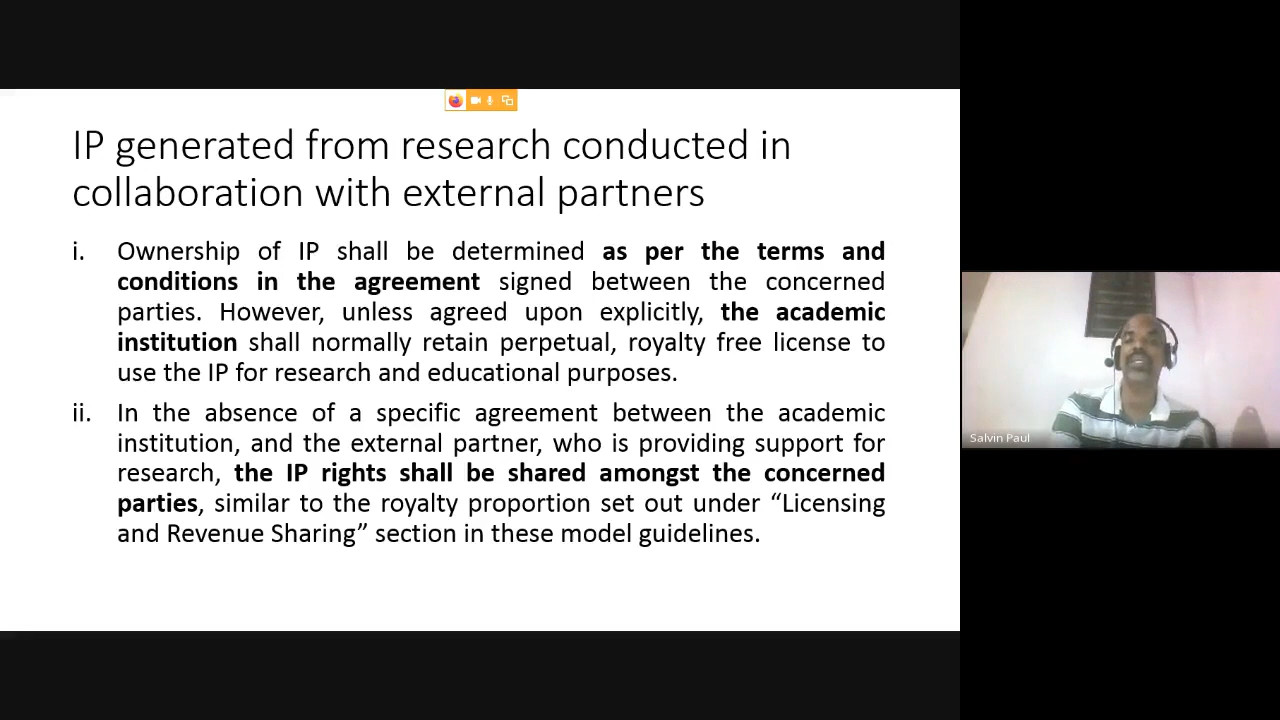 IP generated from research conducted in
collaboration with external partners
i. Ownership of IP shall be determined as per the terms and
conditions in the agreement signed between the concerned
parties. However, unless agreed upon explicitly, the academic
institution shall normally retain perpetual, royalty free license to
use the IP for research and educational purposes.
ii. In the absence of a specific agreement between the academic
institution, and the external partner, who is providing support for
research, the IP rights shall be shared amongst the concerned
parties, similar to the royalty proportion set out under “Licensing
and Revenue Sharing” section in these model guidelines.
Salvin Paul